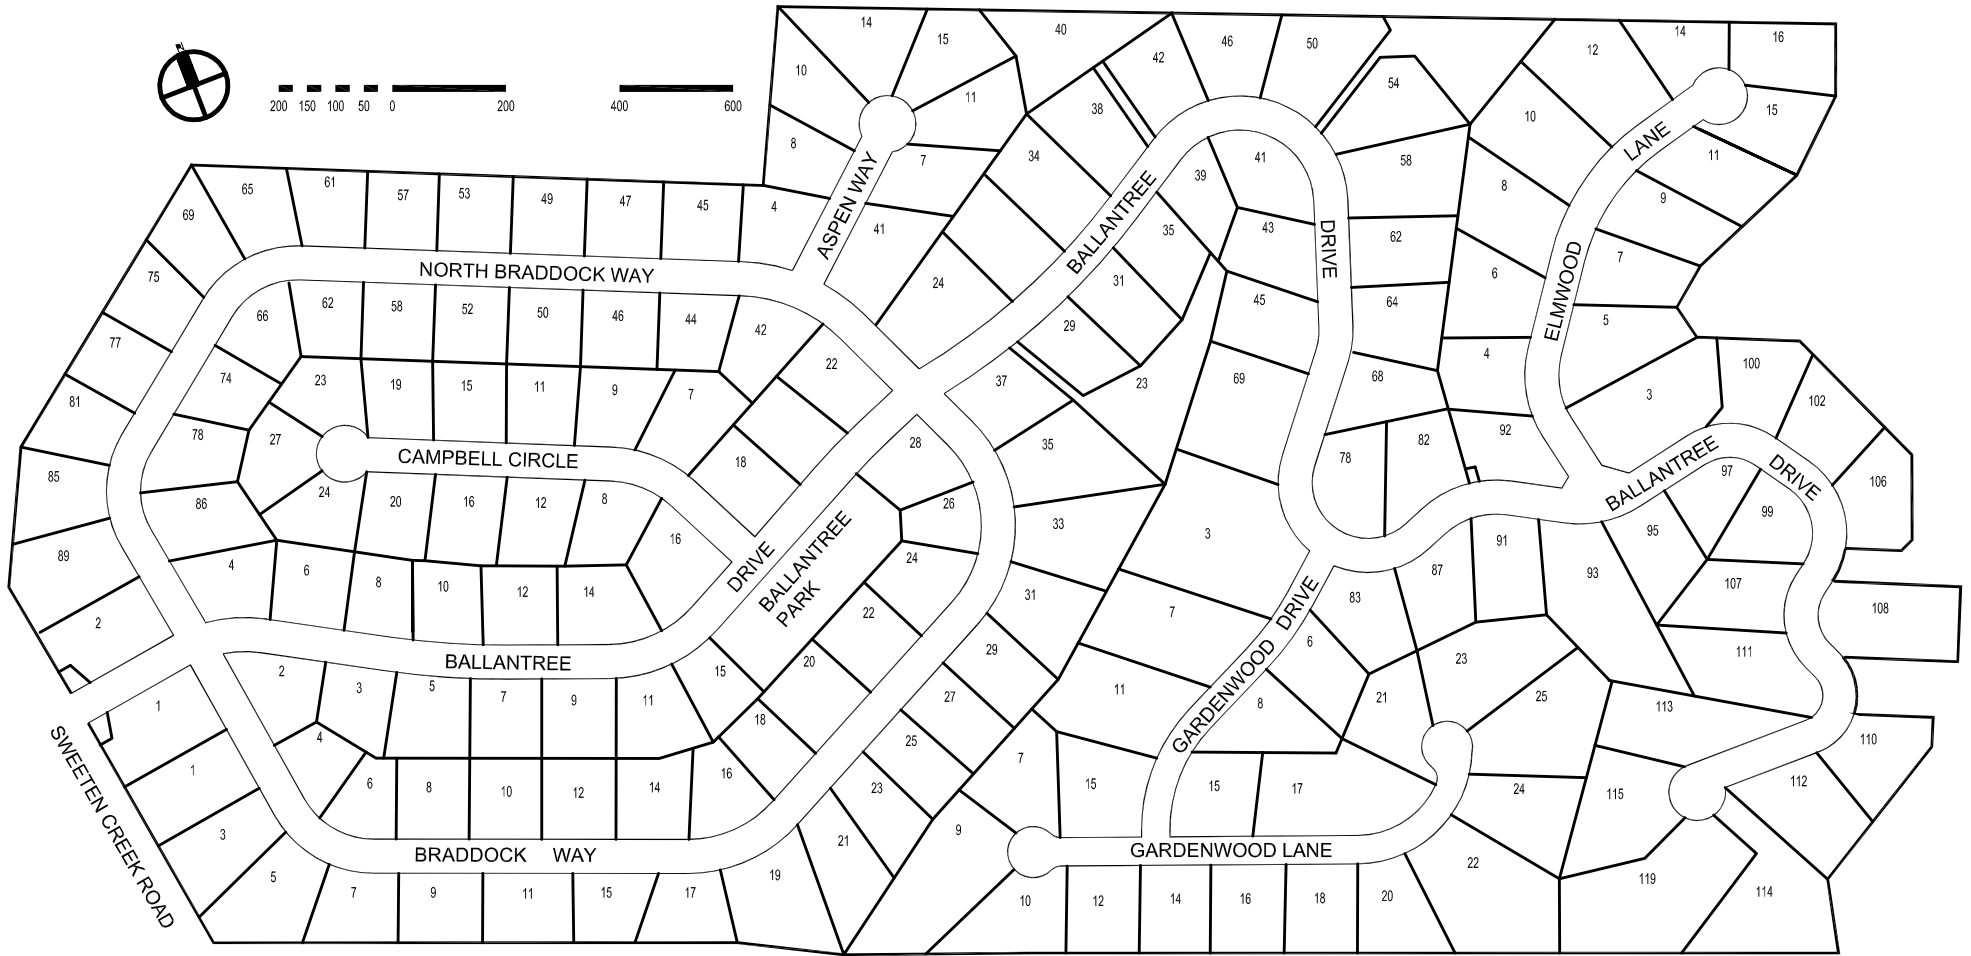 N
200 150 100 50 0 200 400 600
14 15 40 42 46 50 12 14 16
10 11 38 54 15
8 7 34 39 41 58 10 11
ASPEN WAY
LANE
65 61 57 53 49 47 45 4 41 35 43 62 8 9
69
BALLANTREE
DRIVE
ELMWOOD
NORTH BRADDOCK WAY
75 24 31 45 64 6 7
66 62 58 52 50 46 44 42 29 5
77 74 23 19 15 11 9 7 22 37 23 69 68 4 3 100 102
81 78 27 18 28 35 78 82 92
CAMPBELL CIRCLE
BALLANTREE
DRIVE
97 106
85 86 24 20 16 12 8 16 26 33 3 91 95 99
DRIVE
BALLANTREE
PARK
89 4 6 8 10 12 14 24 31 7 87 93 107 108
2 22 83
DRIVE
GARDENWOOD
BALLANTREE
2 3 5 7 9 11 15 20 29 11 6 21 23 111
1 4 18 27 8 25 113
SWEETEN CREEK ROAD
1 6 8 10 12 14 16 25 7 15 15 17 24 115 112 110
3 23 9 22
BRADDOCK WAY
GARDENWOOD LANE
5 7 9 11 15 17 19 21 10 12 14 16 18 20 119 114